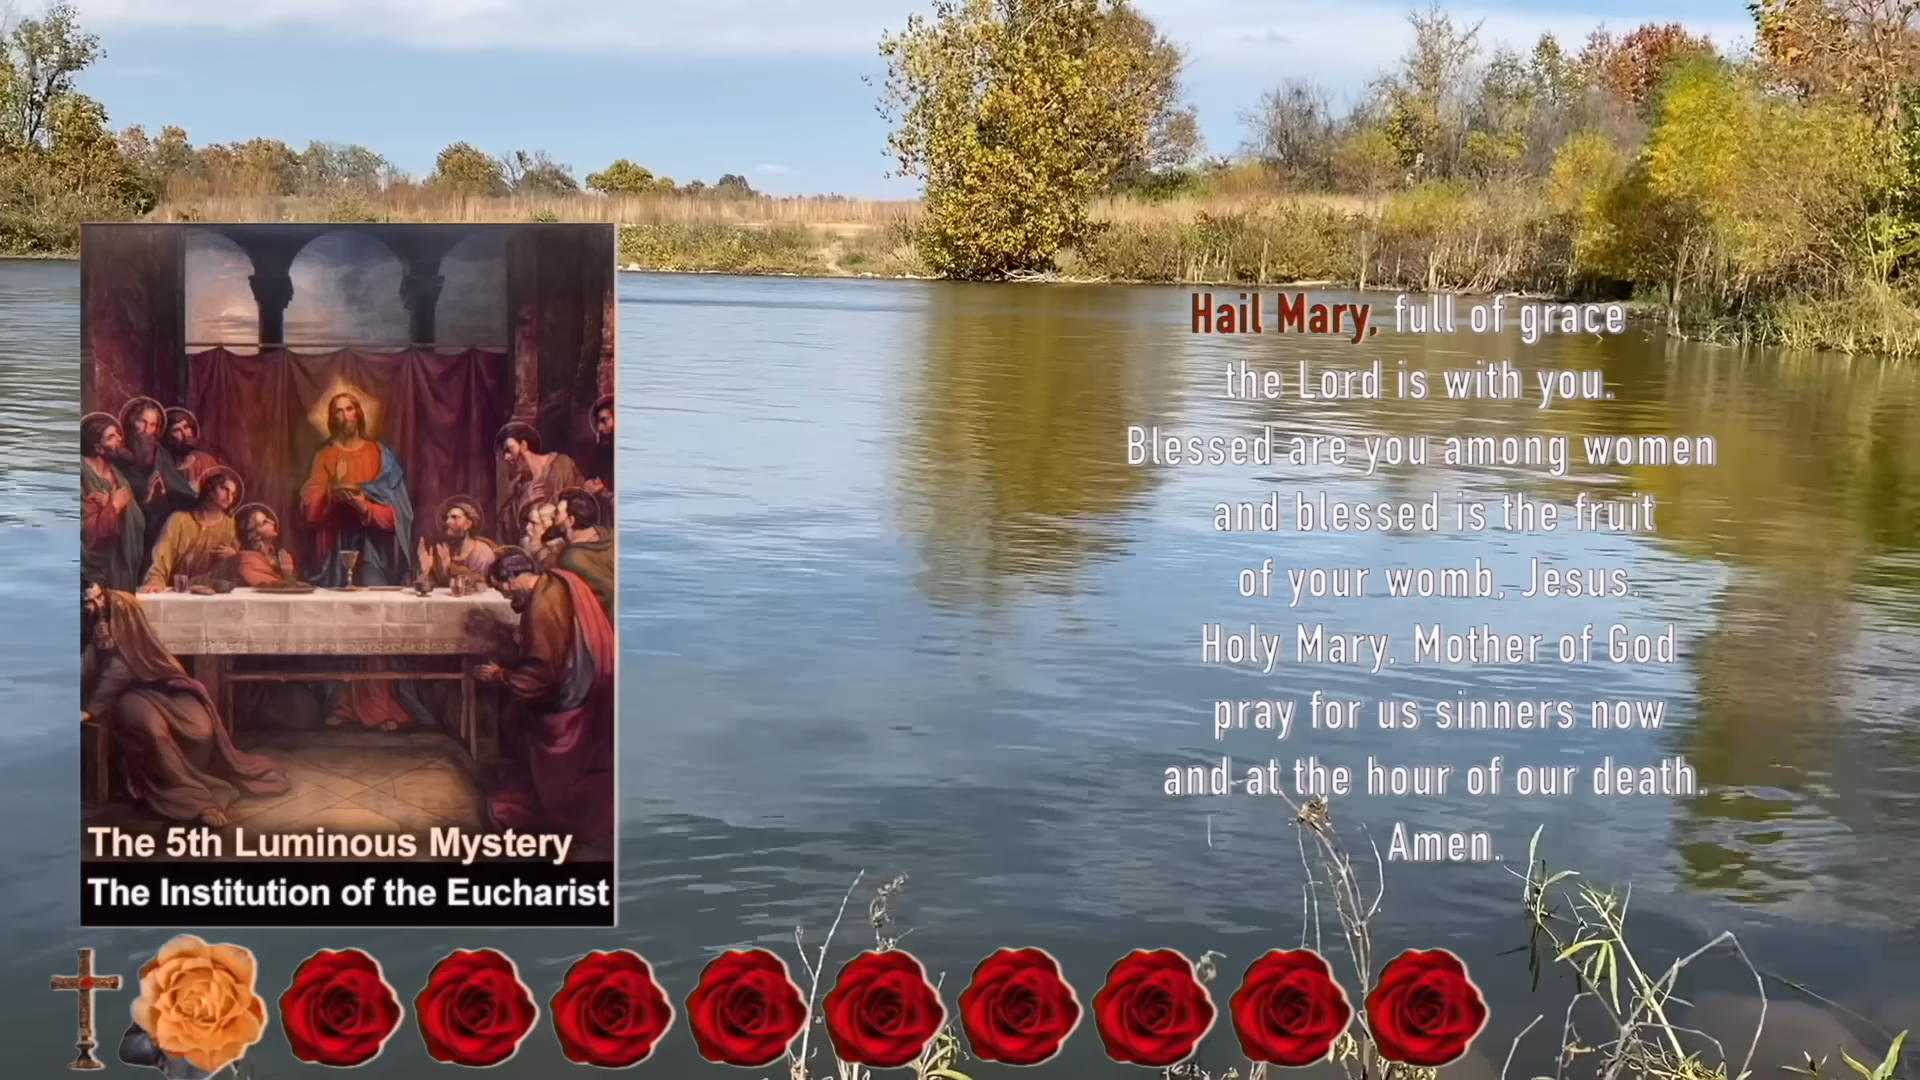 The 5th Luminous Mystery
The Institution of the Eucharist
Hail Mary, full of grace
the Lord is with you.
Blessed are you among women
and blessed is the fruit
of your womb, Jesus.
Holy Mary, Mother of God
pray for us sinners now
and at the hour of our death.
Amen.